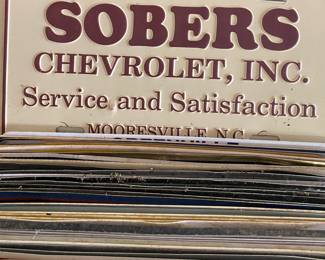 SOBERS
CHEVROLET, INC.
Service and Satisfaction
MOORESVILLE, N.C.